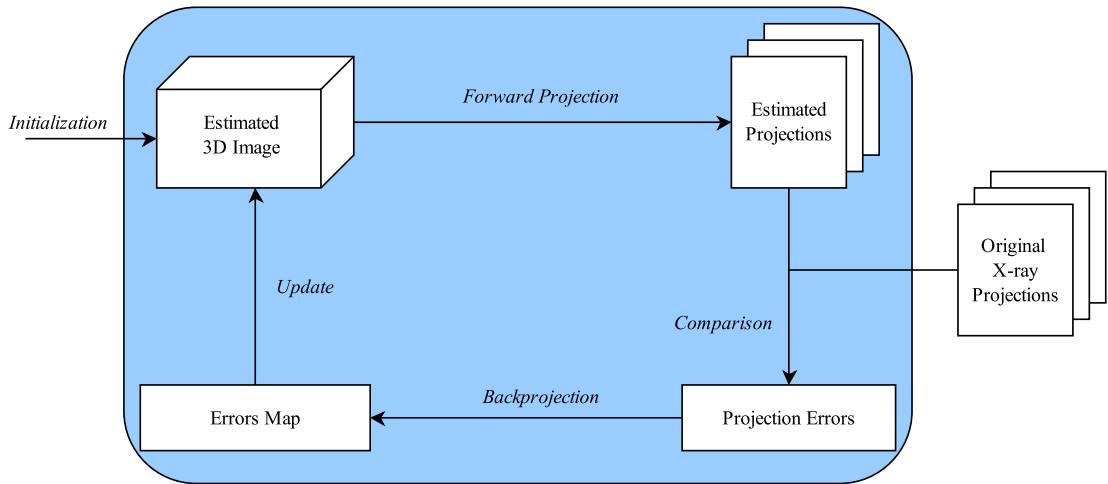 Initialization
Estimated
3D Image
Forward Projection
Estimated
Projections
Original
X-ray
Projections
Update
Comparison
Errors Map
Backprojection
Projection Errors